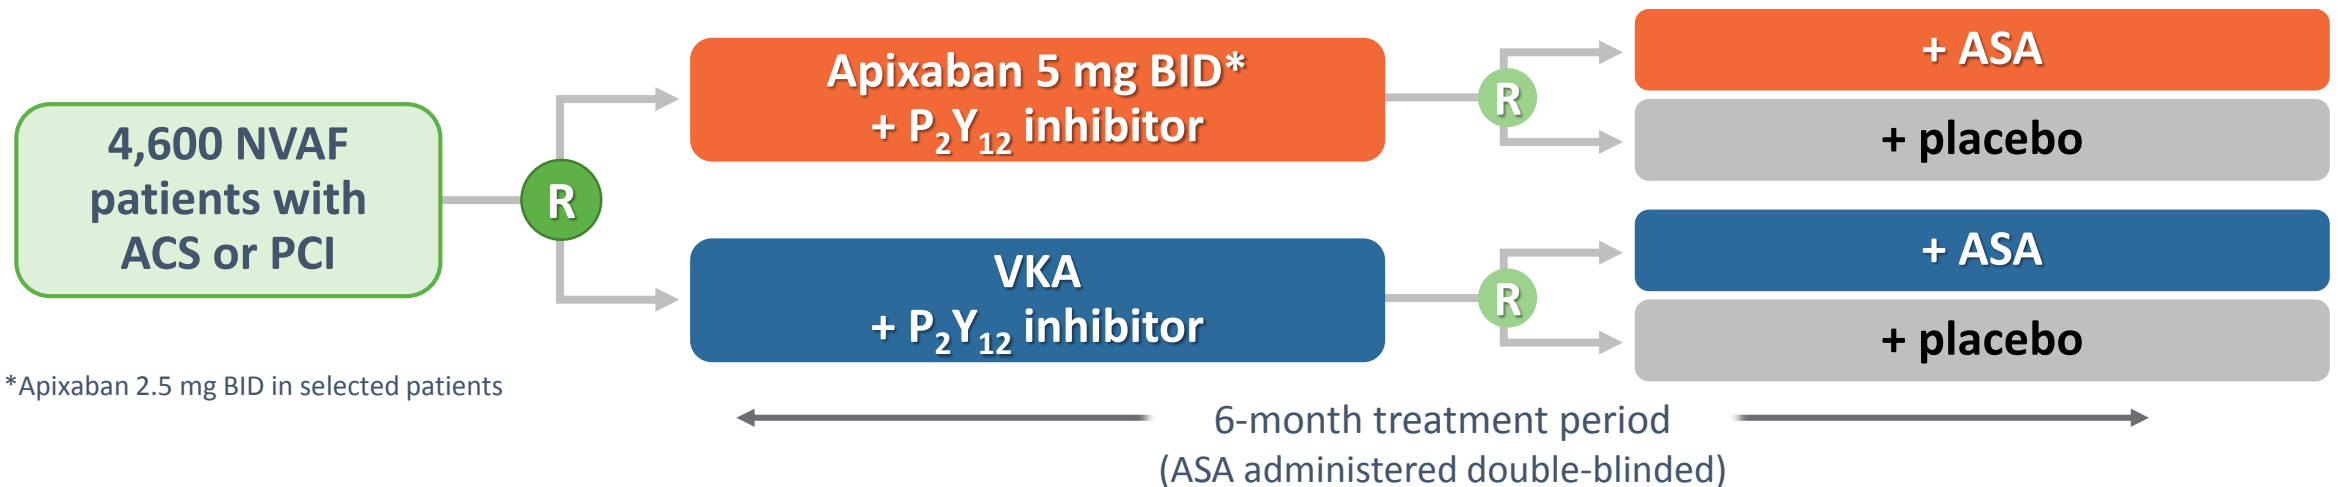 4,600 NVAF
patients with
ACS or PCI
R
Apixaban 5 mg BID*
+ P₂Y₁₂ inhibitor
R
+ ASA
+ placebo
VKA
+ P₂Y₁₂ inhibitor
R
+ ASA
+ placebo
*Apixaban 2.5 mg BID in selected patients
6-month treatment period
(ASA administered double-blinded)